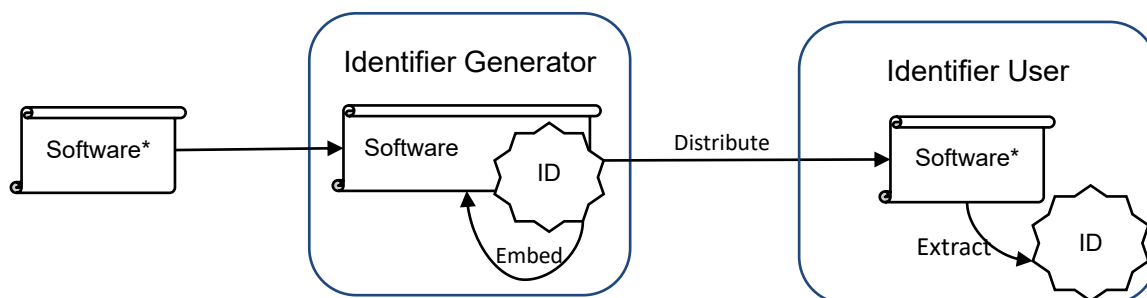 Identifier Generator
Identifier User
Software*
Software
ID
Distribute
Software*
Embed
Extract
ID